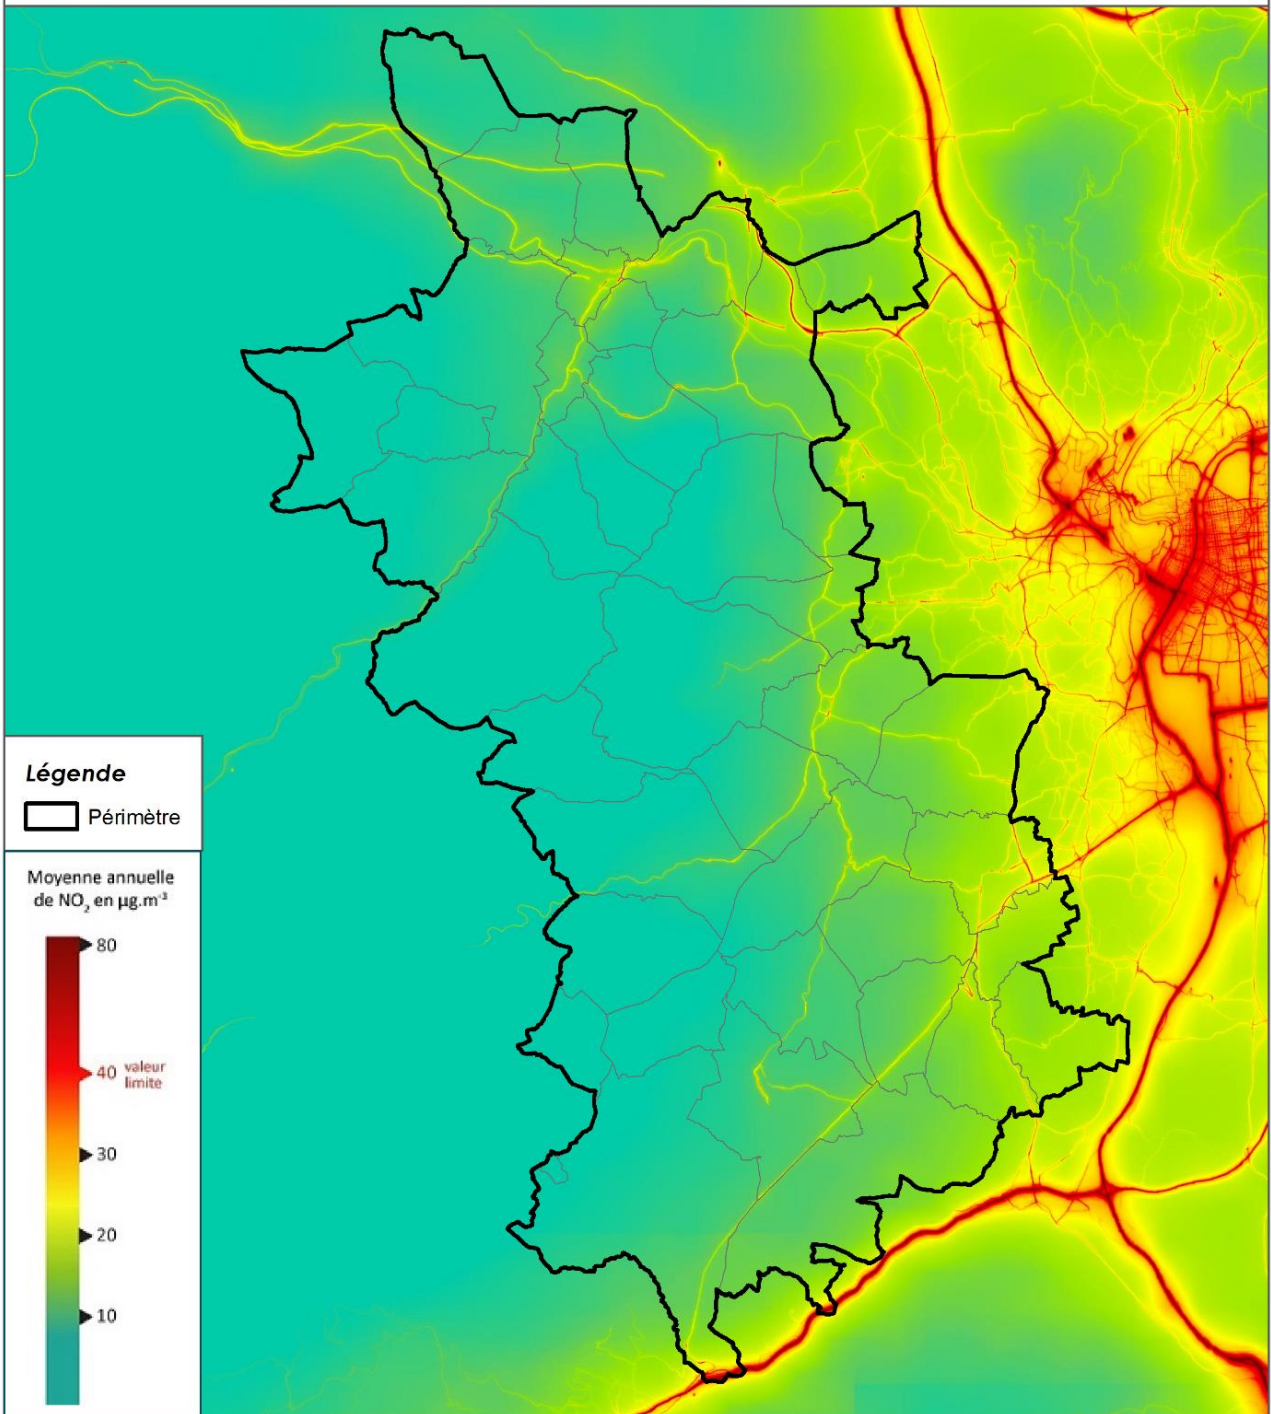 Légende
Périmètre
Moyenne annuelle
de NO₂ en µg.m⁻³
80
40 valeur
limite
30
20
10